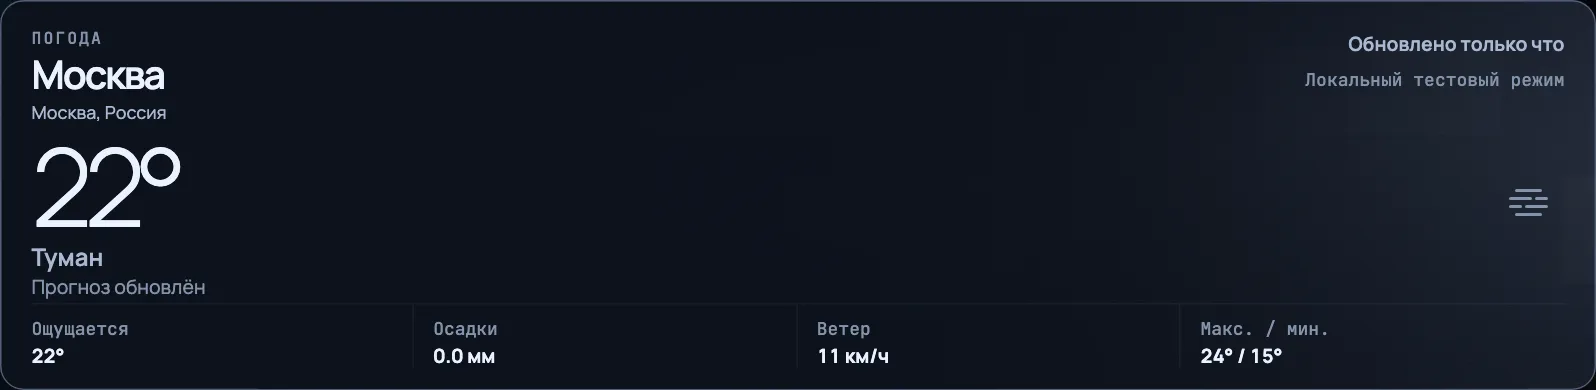 ПОГОДА
Обновлено только что
Москва
Локальный тестовый режим
Москва, Россия
22°
Туман
Прогноз обновлён
Ощущается
22°
Осадки
0.0 мм
Ветер
11 км/ч
Макс. / мин.
24° / 15°